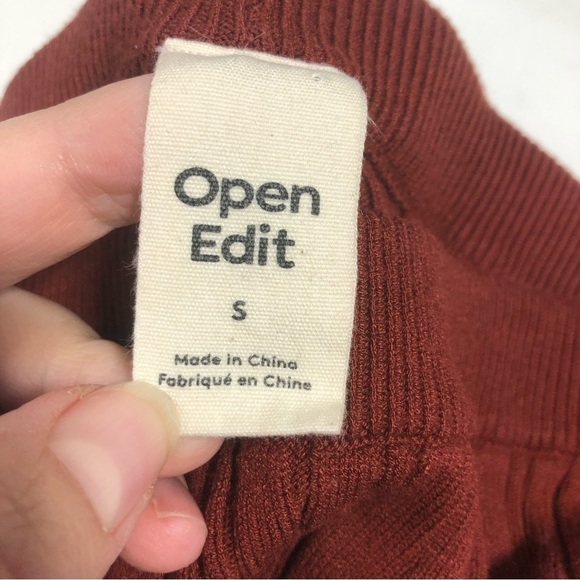 Open
Edit
S
Made in China
Fabriqué en Chine